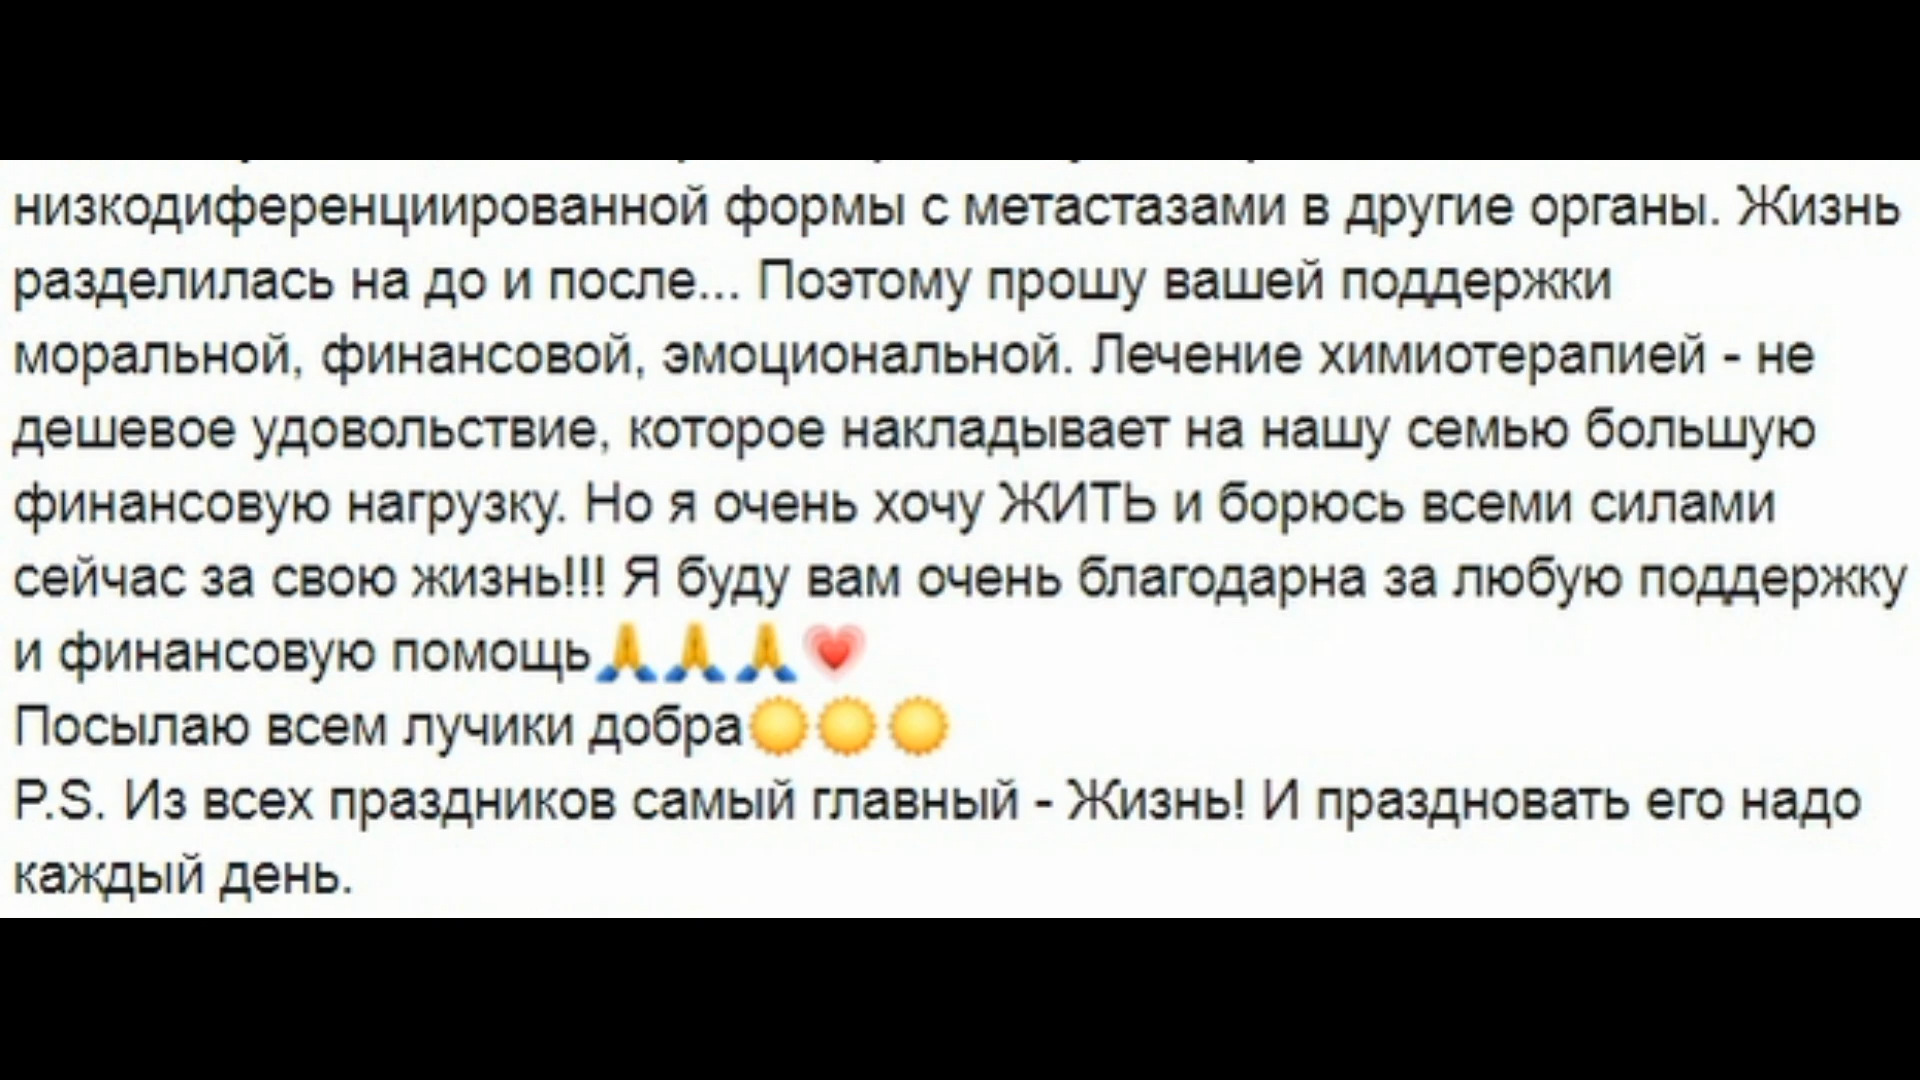 низкодиференциированной формы с метастазами в другие органы. Жизнь
разделилась на до и после... Поэтому прошу вашей поддержки
моральной, финансовой, эмоциональной. Лечение химиотерапией - не
дешевое удовольствие, которое накладывает на нашу семью большую
финансовую нагрузку. Но я очень хочу ЖИТЬ и борюсь всеми силами
сейчас за свою жизнь!!! Я буду вам очень благодарна за любую поддержку
и финансовую помощь🙏🙏🙏💗
Посылаю всем лучики добра☀️☀️☀️
P.S. Из всех праздников самый главный - Жизнь! И праздновать его надо
каждый день.